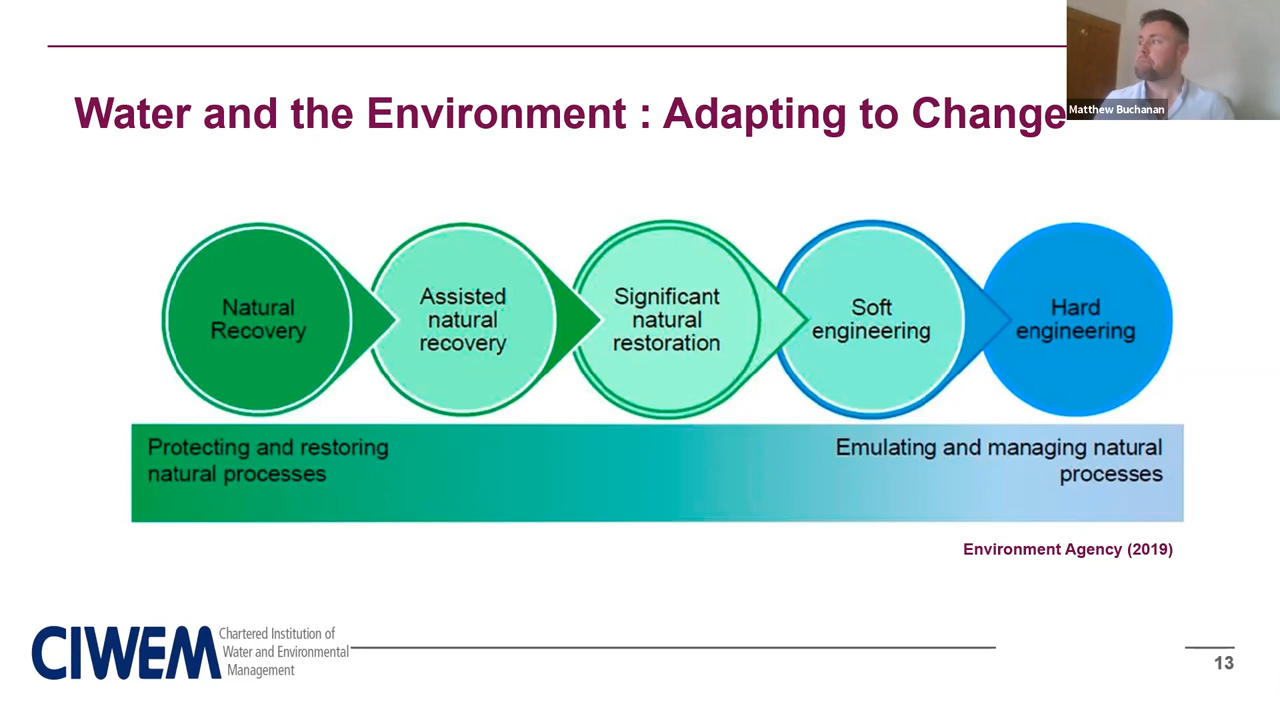 Matthew Buchanan
Water and the Environment : Adapting to Change
Natural
Recovery
Assisted
natural
recovery
Significant
natural
restoration
Soft
engineering
Hard
engineering
Protecting and restoring
natural processes
Emulating and managing natural
processes
Environment Agency (2019)
CIWEM
Chartered Institution of
Water and Environmental
Management
13